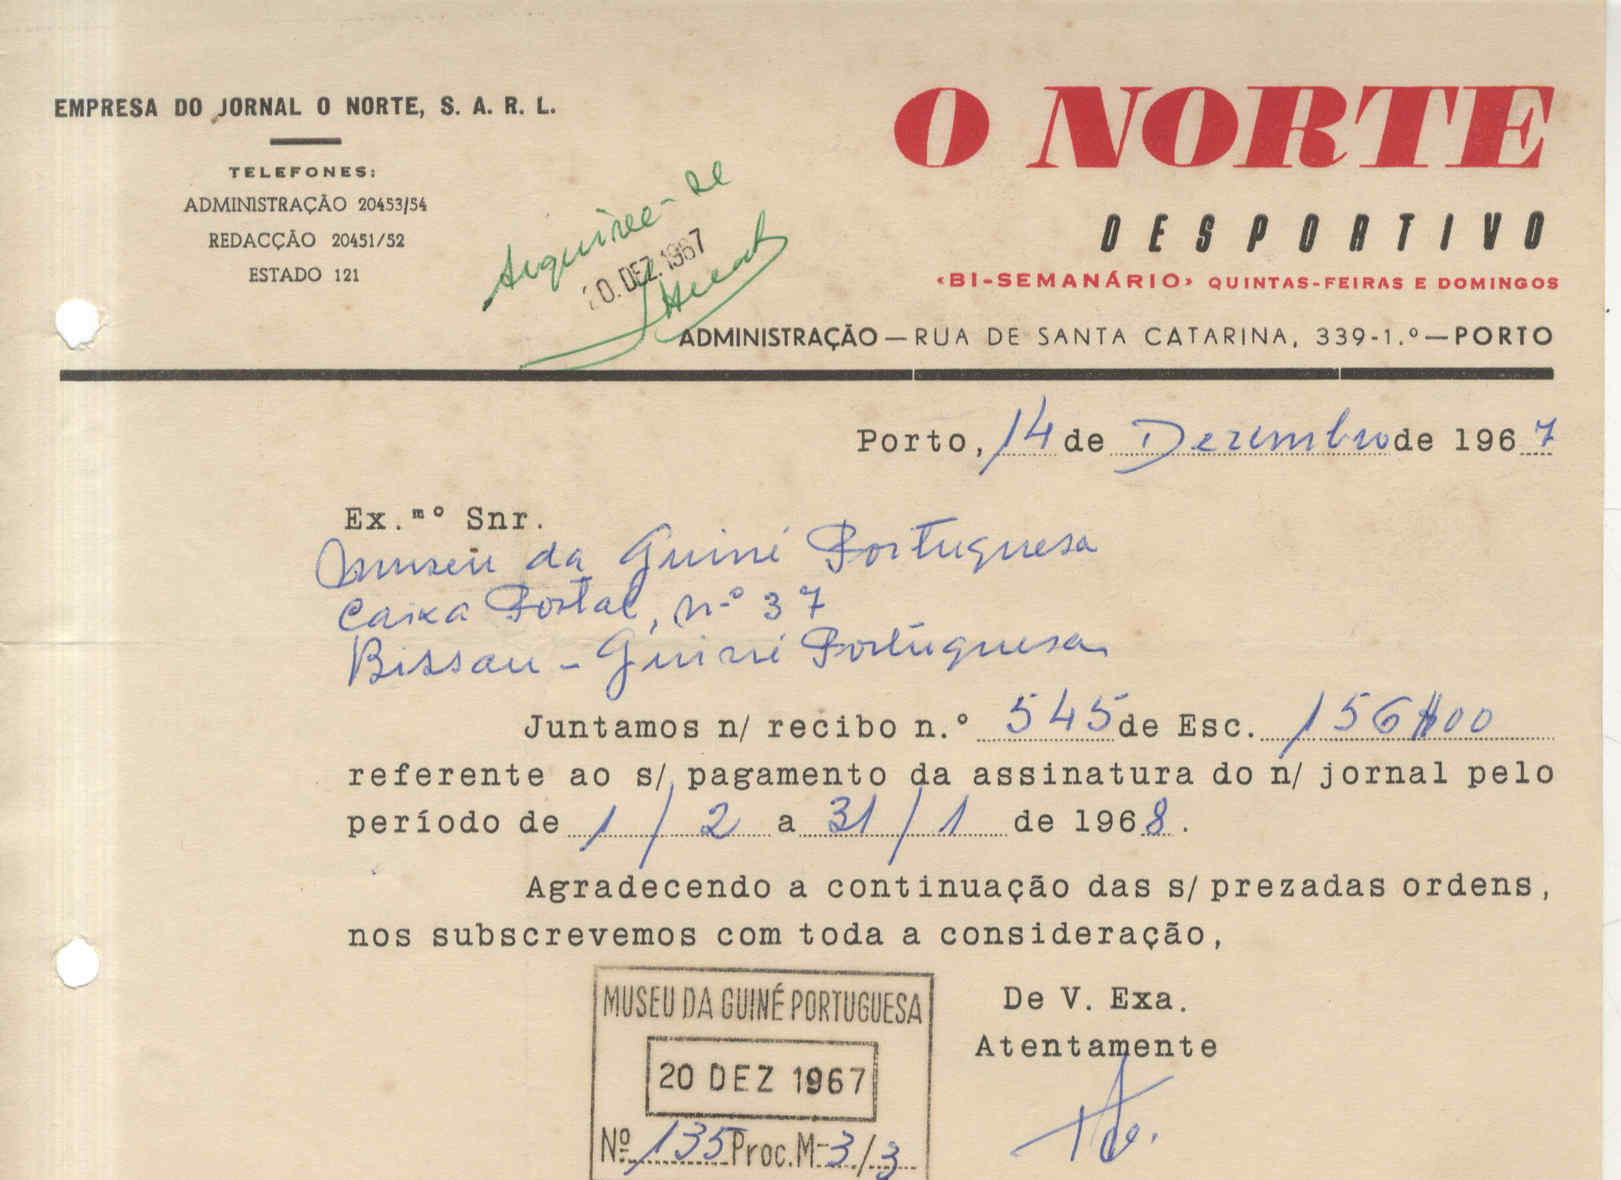 EMPRESA DO JORNAL O NORTE, S. A. R. L.
TELEFONES:
ADMINISTRAÇÃO 20453/54
REDACÇÃO 20451/52
ESTADO 121
O NORTE
DESPORTIVO
«BI-SEMANÁRIO» QUINTAS-FEIRAS E DOMINGOS
ADMINISTRAÇÃO — RUA DE SANTA CATARINA, 339-1.º — PORTO
Arquive-se
20. DEZ. 1967
Porto, 14 de Dezembro de 1967
Ex.mº Snr.
Museu da Guiné Portuguesa
Caixa Postal, n.º 37
Bissau - Guiné Portuguesa
Juntamos n/ recibo n.º 545 de Esc. 156$00
referente ao s/ pagamento da assinatura do n/ jornal pelo
período de 1/2 a 31/1 de 1968.
Agradecendo a continuação das s/ prezadas ordens,
nos subscrevemos com toda a consideração,
De V. Exa.
Atentamente
MUSEU DA GUINÉ PORTUGUESA
20 DEZ 1967
Nº 135 Proc. M-3/3